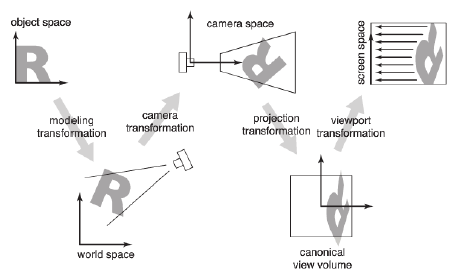 object space
R
modeling
transformation
R
world space
camera
transformation
camera space
R
projection
transformation
R
canonical
view volume
viewport
transformation
screen space
R